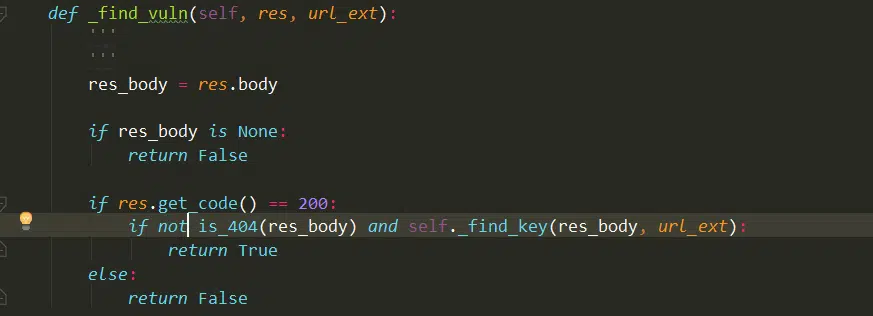 def _find_vuln(self, res, url_ext):
    '''
    '''
    res_body = res.body
    if res_body is None:
        return False
    if res.get_code() == 200:
        if not is_404(res_body) and self._find_key(res_body, url_ext):
            return True
    else:
        return False